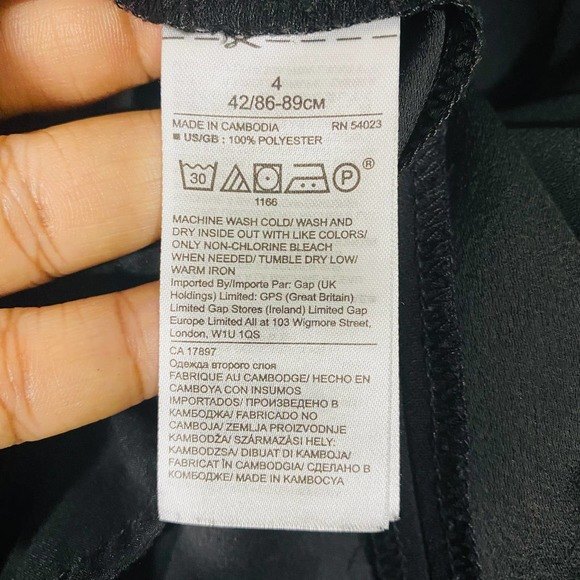 4
42/86-89CM
MADE IN CAMBODIA RN 54023
US/GB : 100% POLYESTER
30 P ®
1166
MACHINE WASH COLD/ WASH AND
DRY INSIDE OUT WITH LIKE COLORS/
ONLY NON-CHLORINE BLEACH
WHEN NEEDED/ TUMBLE DRY LOW/
WARM IRON
Imported By/Importe Par: Gap (UK
Holdings) Limited: GPS (Great Britain)
Limited Gap Stores (Ireland) Limited Gap
Europe Limited All at 103 Wigmore Street,
London, W1U 1QS
CA 17897
Одежда второго слоя
FABRIQUE AU CAMBODGE/ HECHO EN
CAMBOYA CON INSUMOS
IMPORTADOS/ ПРОИЗВЕДЕНО В
КАМБОДЖА/ FABRICADO NO
CAMBOJA/ ZEMLJA PROIZVODNJE
KAMBODŽA/ SZÁRMAZÁSI HELY:
KAMBODZSA/ DIBUAT DI KAMBOJA/
FABRICAT ÎN CAMBODGIA/ СДЕЛАНО В
КОМБОДЖЕ/ MADE IN KAMBOCYA